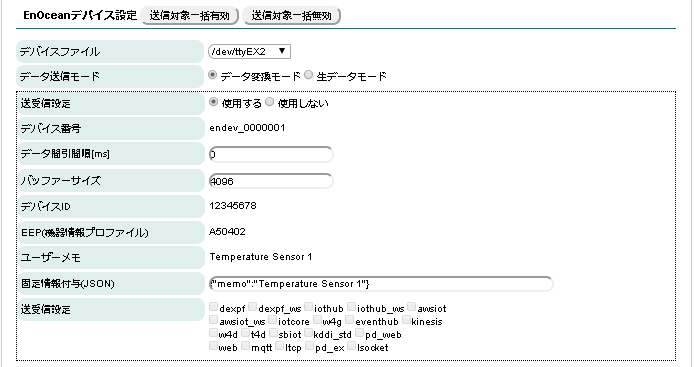 EnOceanデバイス設定 送信対象一括有効 送信対象一括無効
デバイスファイル /dev/ttyEX2
データ送信モード データ変換モード 生データモード
送受信設定 使用する 使用しない
デバイス番号 endev_0000001
データ間引間隔[ms] 0
バッファーサイズ 4096
デバイスID 12345678
EEP(機器情報プロファイル) A50402
ユーザーメモ Temperature Sensor 1
固定情報付与(JSON) {"memo":"Temperature Sensor 1"}
送受信設定 dexpf dexpf_ws iothub iothub_ws awsiot
awsiot_ws iotcore w4g eventhub kinesis
w4d t4d sbiot kddi_std pd_web
web mqtt ltcp pd_ex lsocket